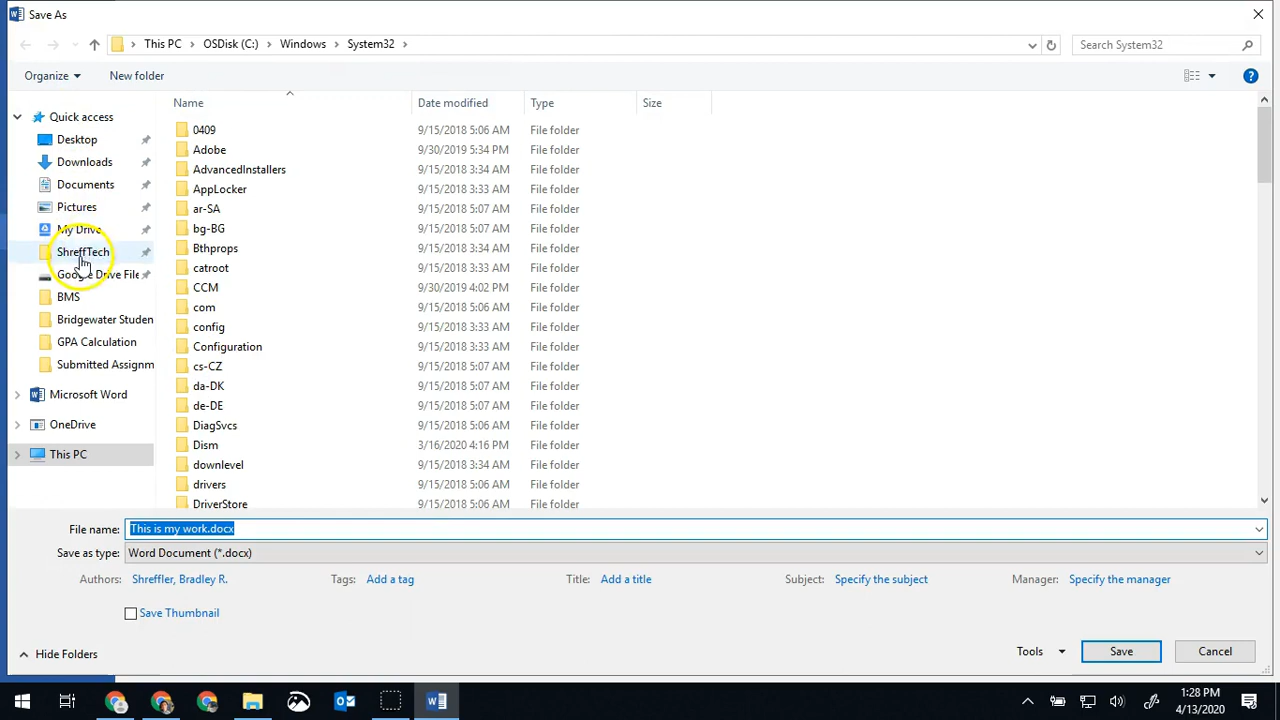 Save As
This PC > OSDisk (C:) > Windows > System32 >
Search System32
Organize
New folder
Name
Date modified
Type
Size
Quick access
Desktop
Downloads
Documents
Pictures
My Drive
ShreffTech
Google Drive File
BMS
Bridgewater Studen
GPA Calculation
Submitted Assignm
Microsoft Word
OneDrive
This PC
0409 9/15/2018 5:06 AM File folder
Adobe 9/30/2019 5:34 PM File folder
AdvancedInstallers 9/15/2018 3:34 AM File folder
AppLocker 9/15/2018 3:33 AM File folder
ar-SA 9/15/2018 5:07 AM File folder
bg-BG 9/15/2018 5:07 AM File folder
Bthprops 9/15/2018 3:34 AM File folder
catroot 9/15/2018 3:33 AM File folder
CCM 9/30/2019 4:02 PM File folder
com 9/15/2018 5:06 AM File folder
config 9/15/2018 3:33 AM File folder
Configuration 9/15/2018 3:33 AM File folder
cs-CZ 9/15/2018 5:07 AM File folder
da-DK 9/15/2018 5:07 AM File folder
de-DE 9/15/2018 5:07 AM File folder
DiagSvcs 9/15/2018 5:06 AM File folder
Dism 3/16/2020 4:16 PM File folder
downlevel 9/15/2018 3:34 AM File folder
drivers 9/15/2018 5:06 AM File folder
DriverStore 9/15/2018 5:06 AM File folder
File name: This is my work.docx
Save as type: Word Document (*.docx)
Authors: Shreffler, Bradley R.
Tags: Add a tag
Title: Add a title
Subject: Specify the subject
Manager: Specify the manager
Save Thumbnail
Hide Folders
Tools
Save
Cancel
1:28 PM
4/13/2020